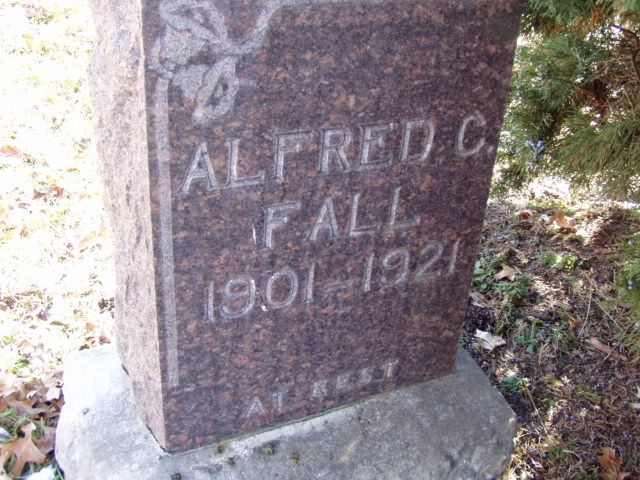 ALFRED C.
FALL
1901-1921
AT REST